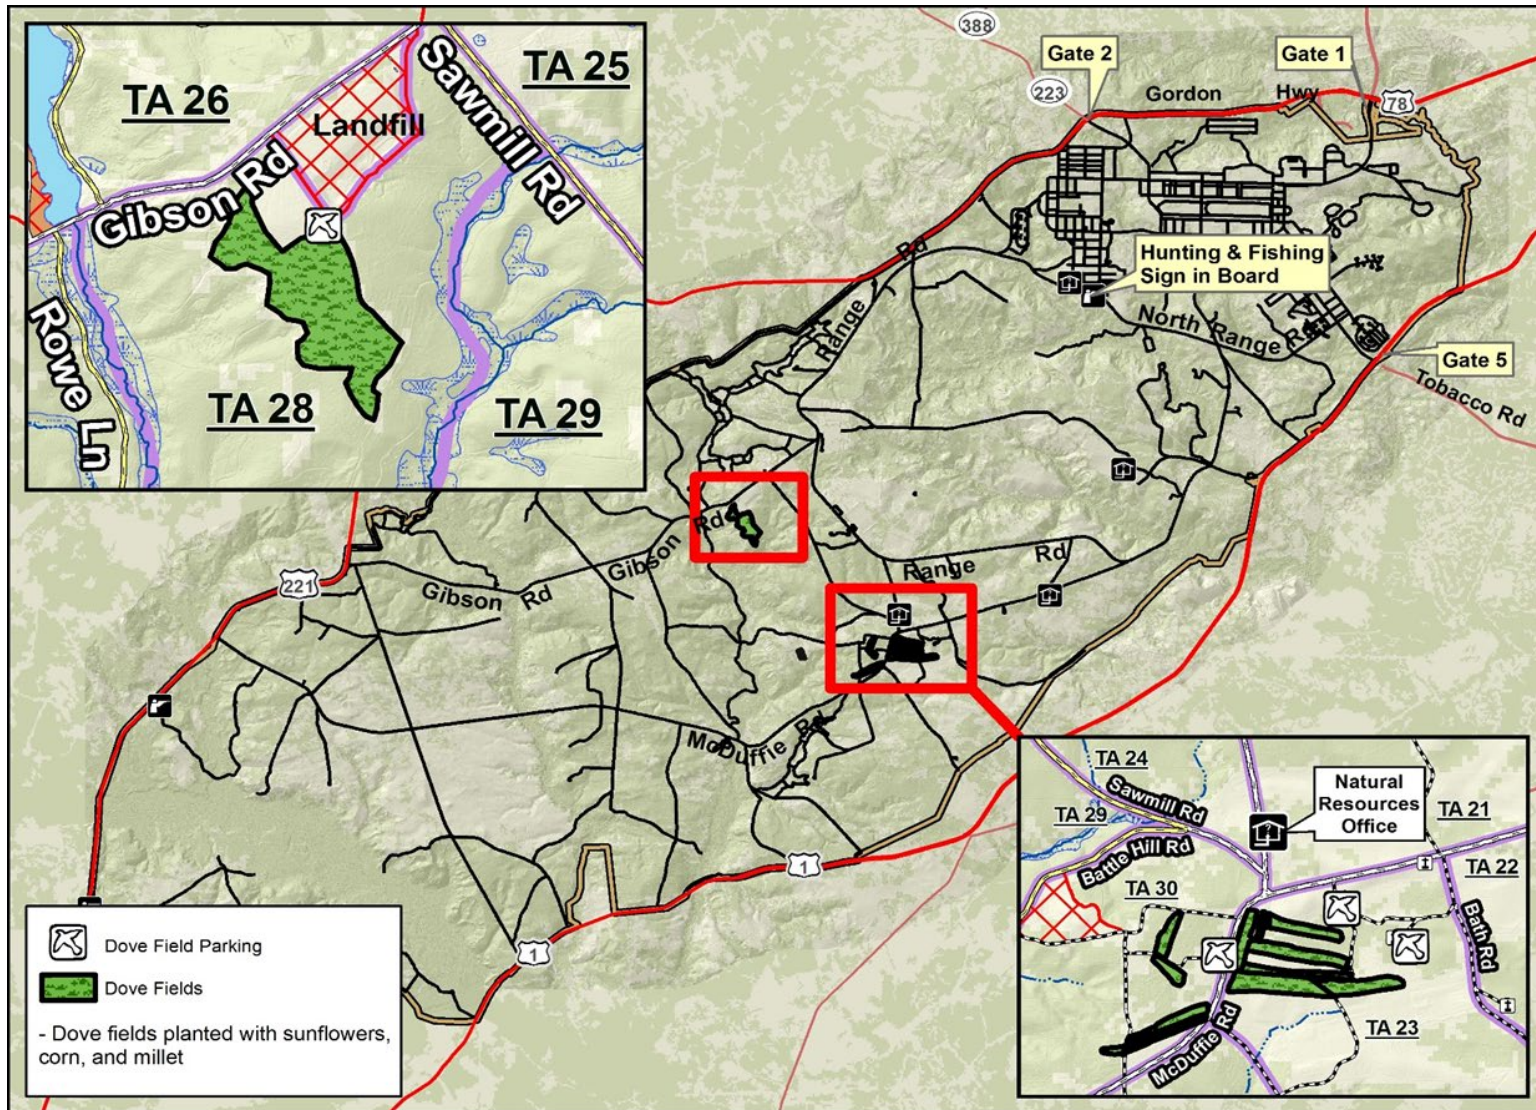 TA 26
TA 25
Landfill
Sawmill Rd
Gibson Rd
Rowe Ln
TA 28
TA 29
388
Gate 2
Gate 1
223
Gordon
Hwy
78
Hunting & Fishing
Sign in Board
Range
Rd
North Range Rd
Gate 5
Tobacco Rd
Gibson Rd
Range
Rd
221
Gibson
Rd
McDuffie Rd
1
1
TA 24
Sawmill Rd
Natural
Resources
Office
TA 21
TA 29
Battle Hill Rd
TA 22
TA 30
Bath Rd
TA 23
McDuffie Rd
Dove Field Parking
Dove Fields
- Dove fields planted with sunflowers,
corn, and millet